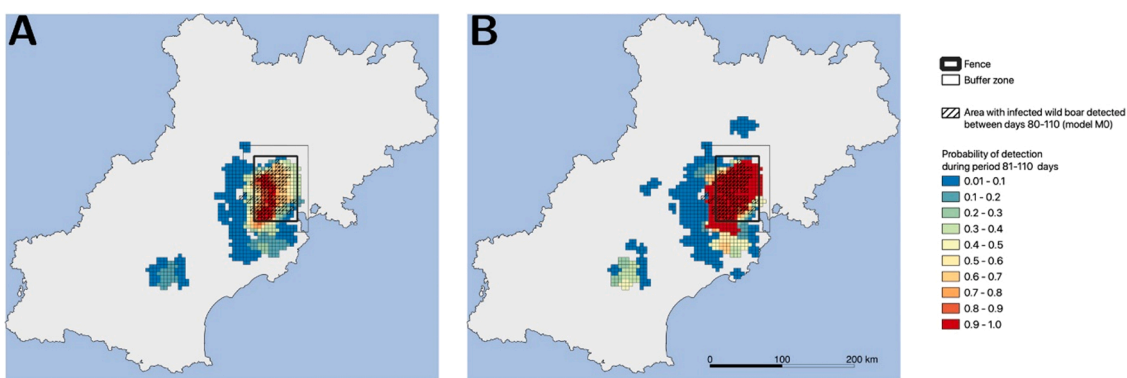 A
B
Fence
Buffer zone
Area with infected wild boar detected
between days 80-110 (model M0)
Probability of detection
during period 81-110 days
0.01 - 0.1
0.1 - 0.2
0.2 - 0.3
0.3 - 0.4
0.4 - 0.5
0.5 - 0.6
0.6 - 0.7
0.7 - 0.8
0.8 - 0.9
0.9 - 1.0
0 100 200 km